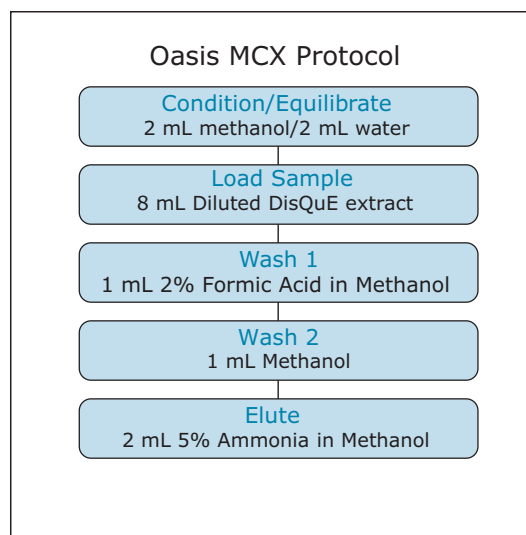 Oasis MCX Protocol
Condition/Equilibrate
2 mL methanol/2 mL water
Load Sample
8 mL Diluted DisQuE extract
Wash 1
1 mL 2% Formic Acid in Methanol
Wash 2
1 mL Methanol
Elute
2 mL 5% Ammonia in Methanol